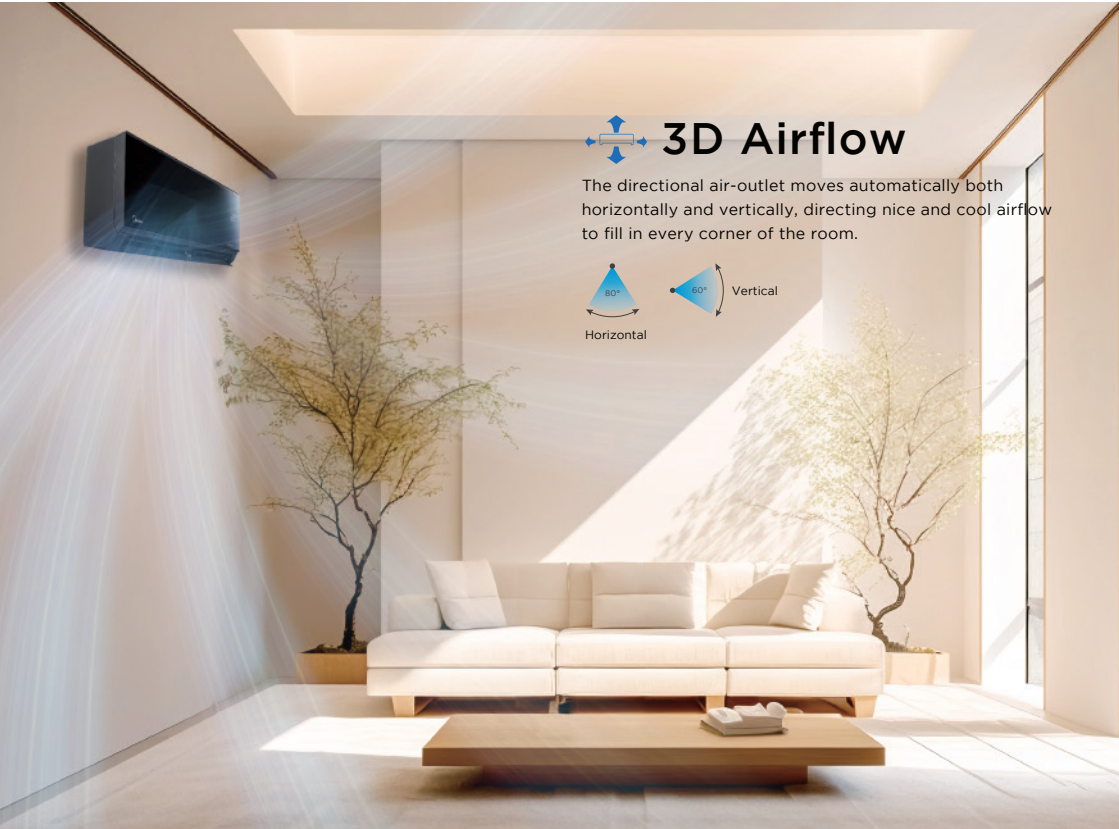 3D Airflow
The directional air-outlet moves automatically both
horizontally and vertically, directing nice and cool airflow
to fill in every corner of the room.
80°
60°
Vertical
Horizontal